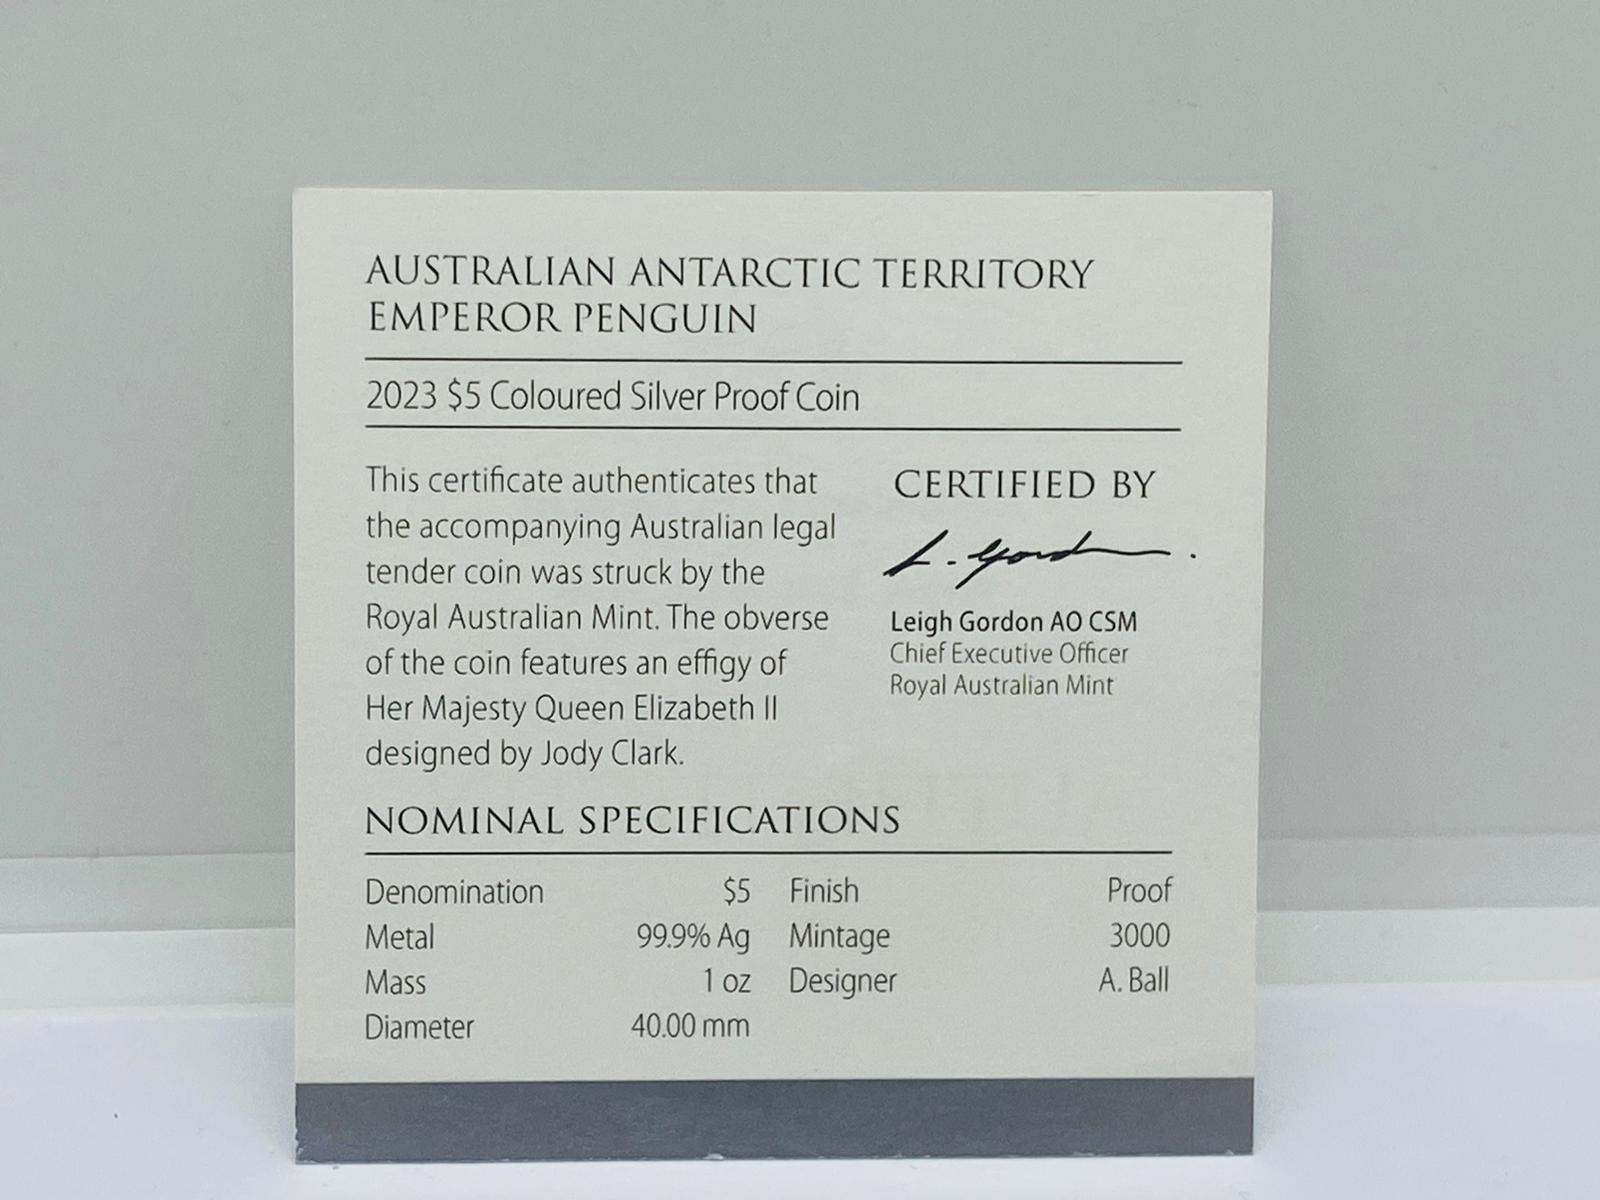 AUSTRALIAN ANTARCTIC TERRITORY
EMPEROR PENGUIN
2023 $5 Coloured Silver Proof Coin
This certificate authenticates that
the accompanying Australian legal
tender coin was struck by the
Royal Australian Mint. The obverse
of the coin features an effigy of
Her Majesty Queen Elizabeth II
designed by Jody Clark.
CERTIFIED BY
L. Gordon.
Leigh Gordon AO CSM
Chief Executive Officer
Royal Australian Mint
NOMINAL SPECIFICATIONS
Denomination $5 Finish Proof
Metal 99.9% Ag Mintage 3000
Mass 1 oz Designer A. Ball
Diameter 40.00 mm